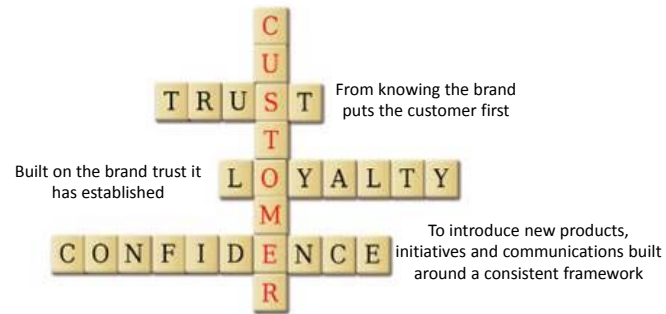 CUSTOMER
TRUST
From knowing the brand
puts the customer first
Built on the brand trust it
has established
LOYALTY
CONFIDENCE
To introduce new products,
initiatives and communications built
around a consistent framework